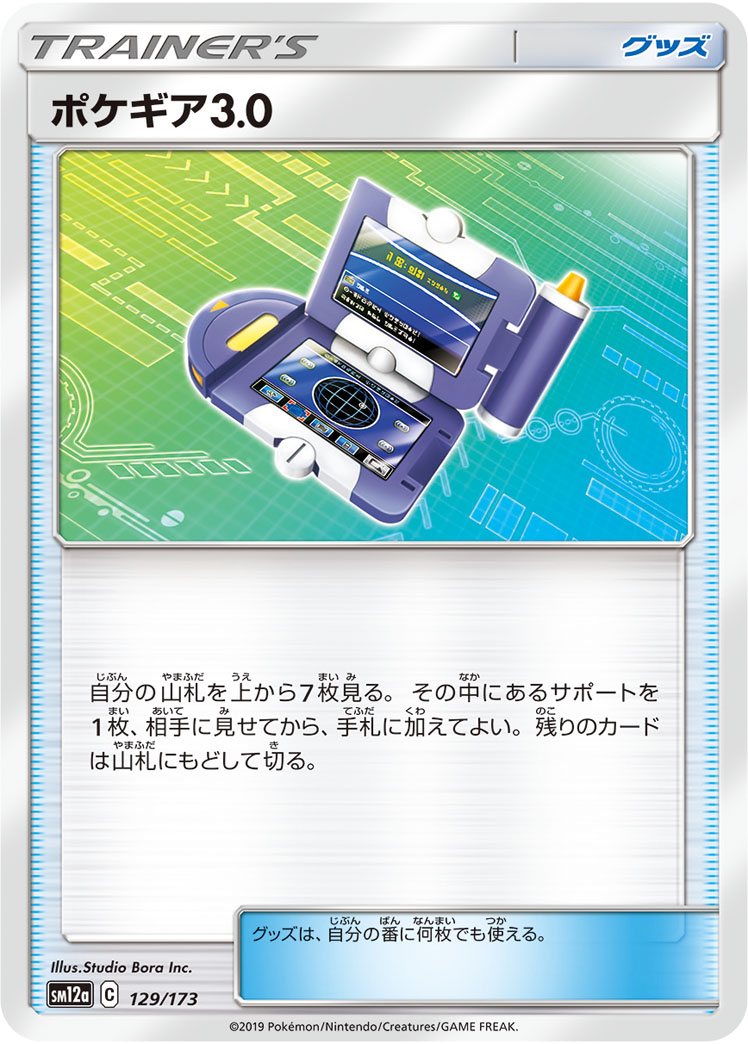 TRAINER'S グッズ
ポケギア3.0
自分の山札を上から7枚見る。その中にあるサポートを
1枚、相手に見せてから、手札に加えてよい。残りのカード
は山札にもどして切る。
グッズは、自分の番に何枚でも使える。
Illus.Studio Bora Inc.
SM12a C 129/173
©2019 Pokémon/Nintendo/Creatures/GAME FREAK.